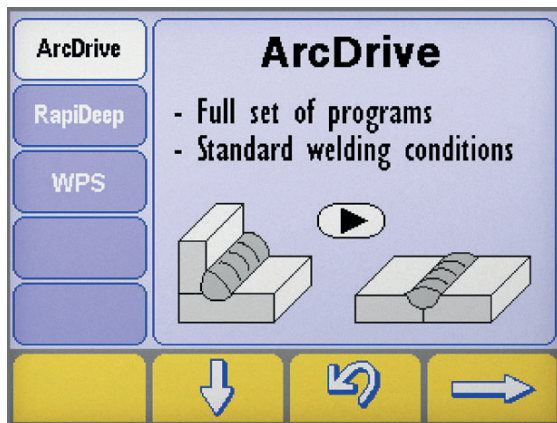 ArcDrive
RapiDeep
WPS
ArcDrive
- Full set of programs
- Standard welding conditions